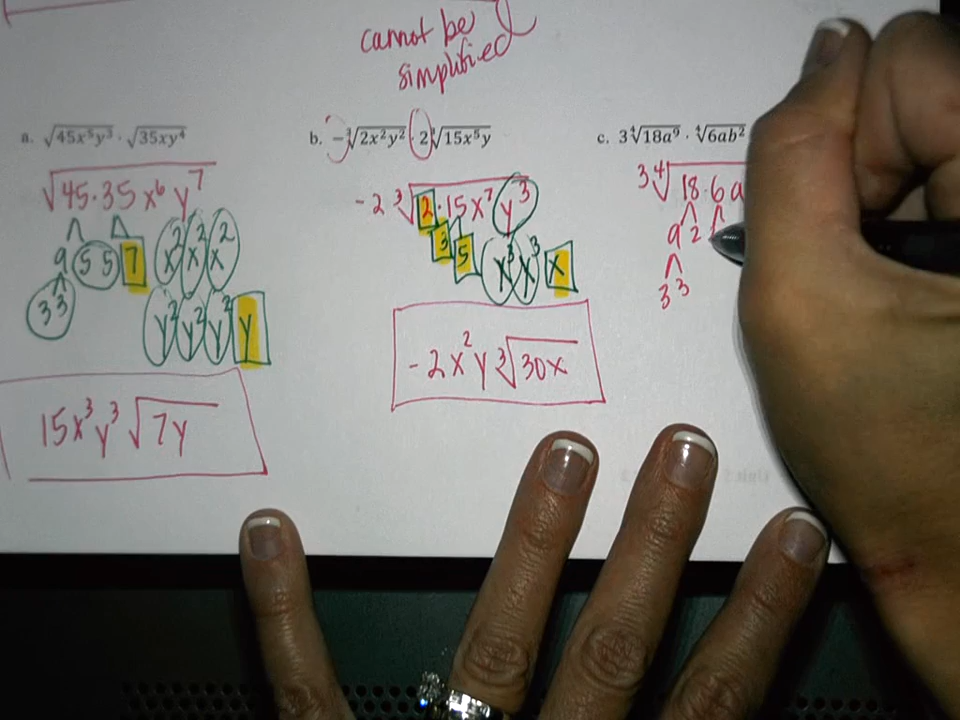 cannot be
simplified
a. √45x⁵y³ · √35xy⁴
b. -∛2x²y² · 2∛15x⁵y
c. 3∜18a⁹ · ∜6ab²
√45·35x⁶y⁷
9 5 5 7 x² x² x²
3 3 y² y² y² y
15x³y³√7y
-2∛2·15x⁷y³
3 5 x³ x³ x
-2x²y∛30x
3∜18·6a
9 2
3 3